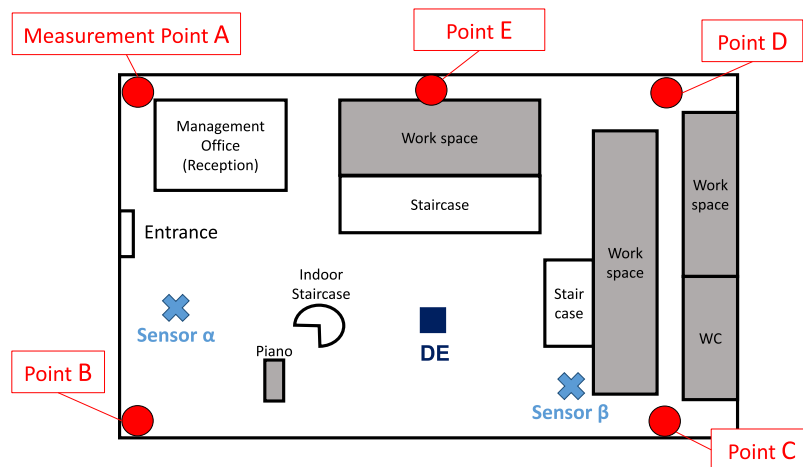 Measurement Point A
Point E
Point D
Management
Office
(Reception)
Work space
Staircase
Work
space
Entrance
Work
space
Indoor
Staircase
Stair
case
Sensor α
DE
WC
Piano
Point B
Sensor β
Point C